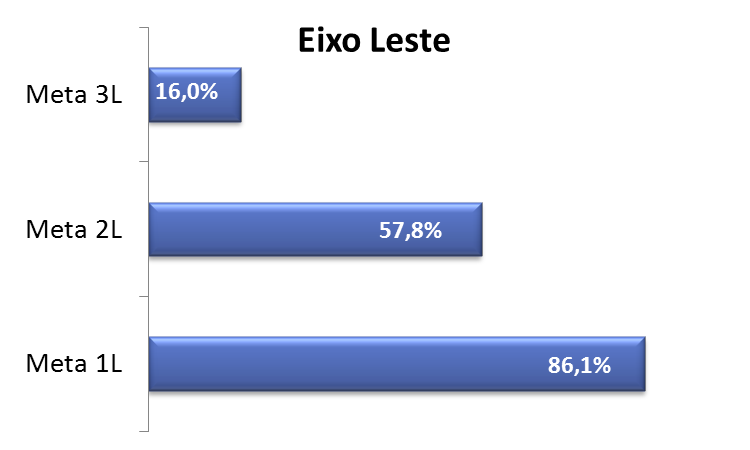 Eixo Leste
Meta 3L 16,0%
Meta 2L 57,8%
Meta 1L 86,1%